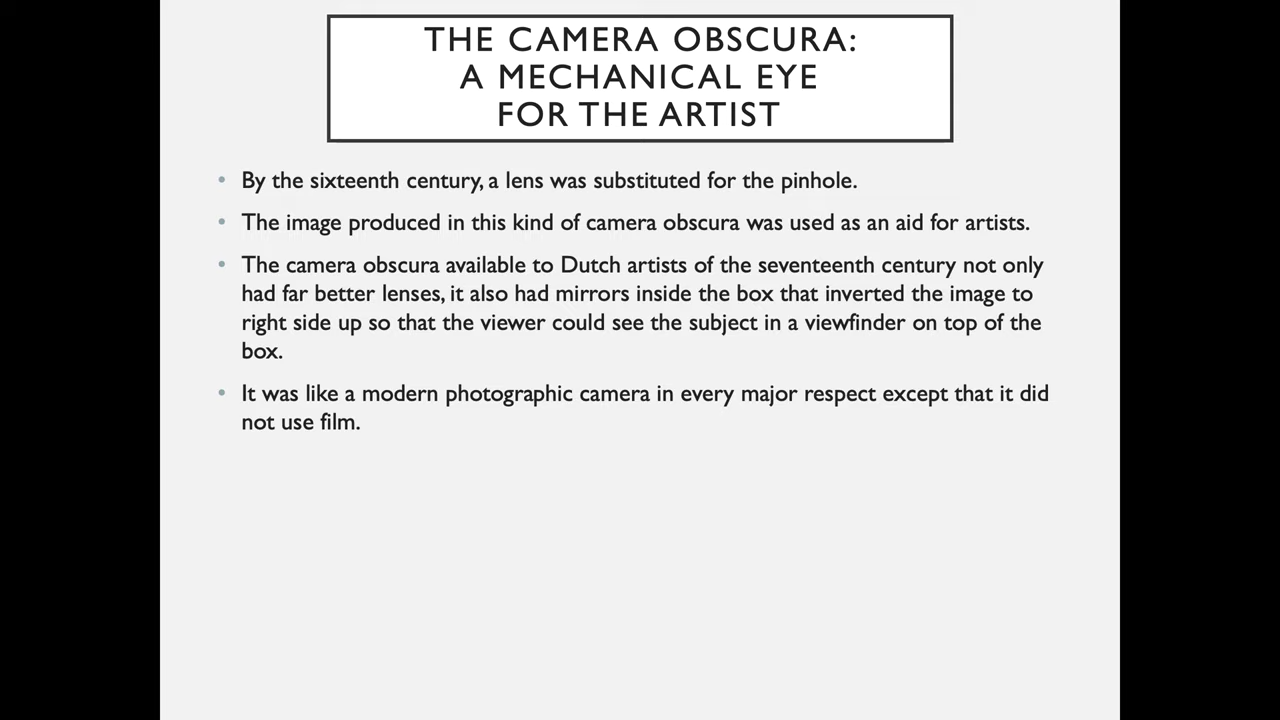 THE CAMERA OBSCURA:
A MECHANICAL EYE
FOR THE ARTIST
• By the sixteenth century, a lens was substituted for the pinhole.
• The image produced in this kind of camera obscura was used as an aid for artists.
• The camera obscura available to Dutch artists of the seventeenth century not only
had far better lenses, it also had mirrors inside the box that inverted the image to
right side up so that the viewer could see the subject in a viewfinder on top of the
box.
• It was like a modern photographic camera in every major respect except that it did
not use film.